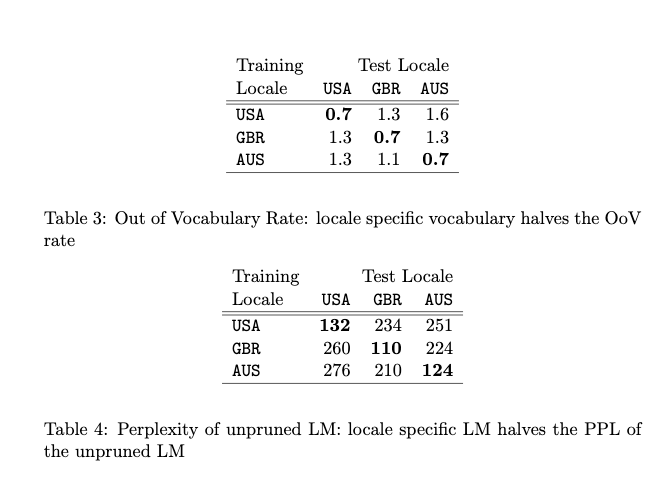 Training Test Locale
Locale USA GBR AUS
USA 0.7 1.3 1.6
GBR 1.3 0.7 1.3
AUS 1.3 1.1 0.7
Table 3: Out of Vocabulary Rate: locale specific vocabulary halves the OoV
rate
Training Test Locale
Locale USA GBR AUS
USA 132 234 251
GBR 260 110 224
AUS 276 210 124
Table 4: Perplexity of unpruned LM: locale specific LM halves the PPL of
the unpruned LM